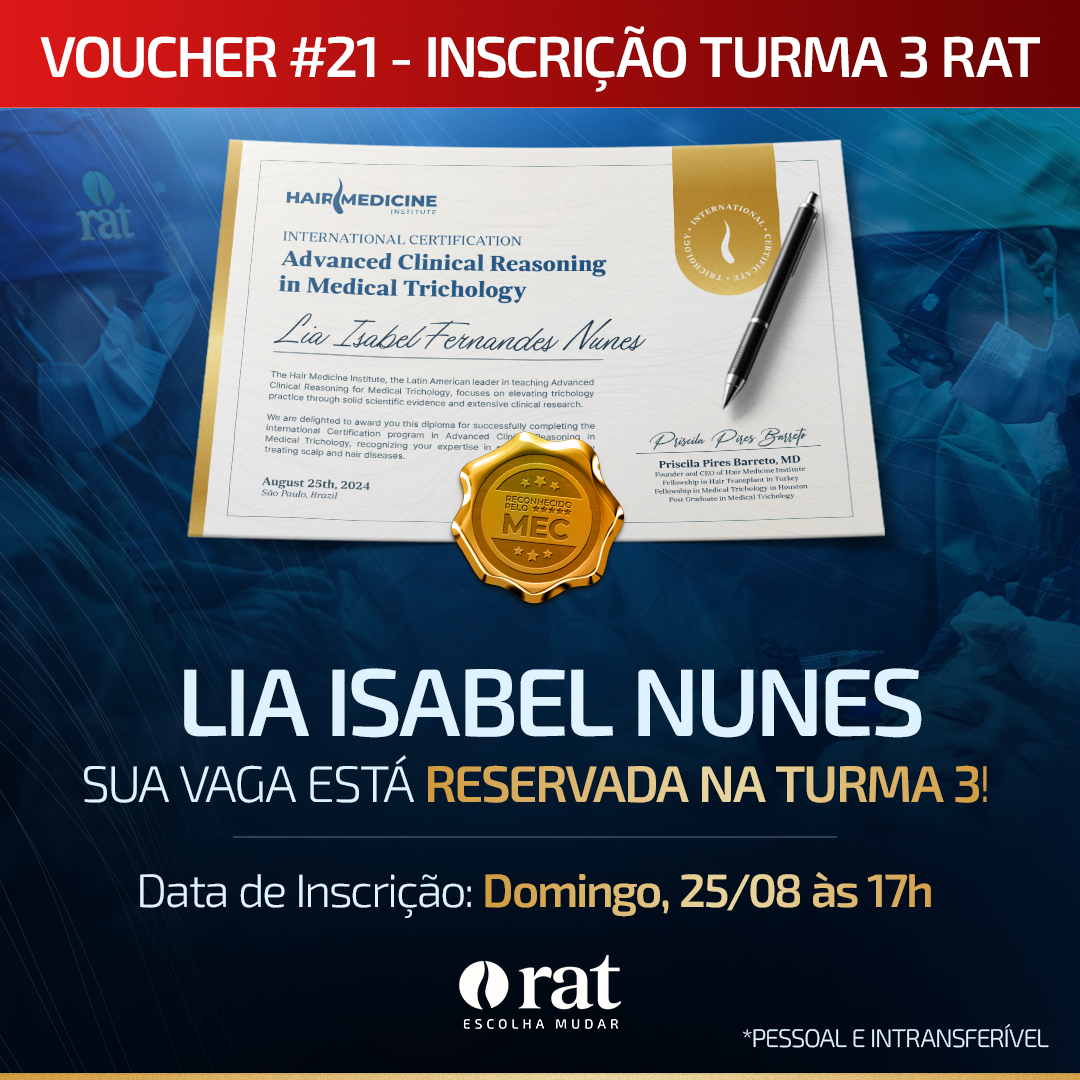 VOUCHER #21 - INSCRIÇÃO TURMA 3 RAT
rat
HAIR MEDICINE
INSTITUTE
INTERNATIONAL CERTIFICATION
Advanced Clinical Reasoning
in Medical Trichology
Lia Isabel Fernandes Nunes
The Hair Medicine Institute, the Latin American leader in teaching Advanced
Clinical Reasoning for Medical Trichology, focuses on elevating trichology
practice through solid scientific evidence and extensive clinical research.
We are delighted to award you this diploma for successfully completing the
International Certification program in Advanced Clinical Reasoning in
Medical Trichology, recognizing your expertise in
treating scalp and hair diseases.
August 25th, 2024
São Paulo, Brazil
INTERNATIONAL • CERTIFICATE • TRICHOLOGY •
Priscila Pires Barreto
Priscila Pires Barreto, MD
Founder and CEO of Hair Medicine Institute
Fellowship in Hair Transplant in Turkey
Fellowship in Medical Trichology in Houston
Post Graduate in Medical Trichology
RECONHECIDO
PELO
MEC
LIA ISABEL NUNES
SUA VAGA ESTÁ RESERVADA NA TURMA 3!
Data de Inscrição: Domingo, 25/08 às 17h
rat
ESCOLHA MUDAR
*PESSOAL E INTRANSFERÍVEL